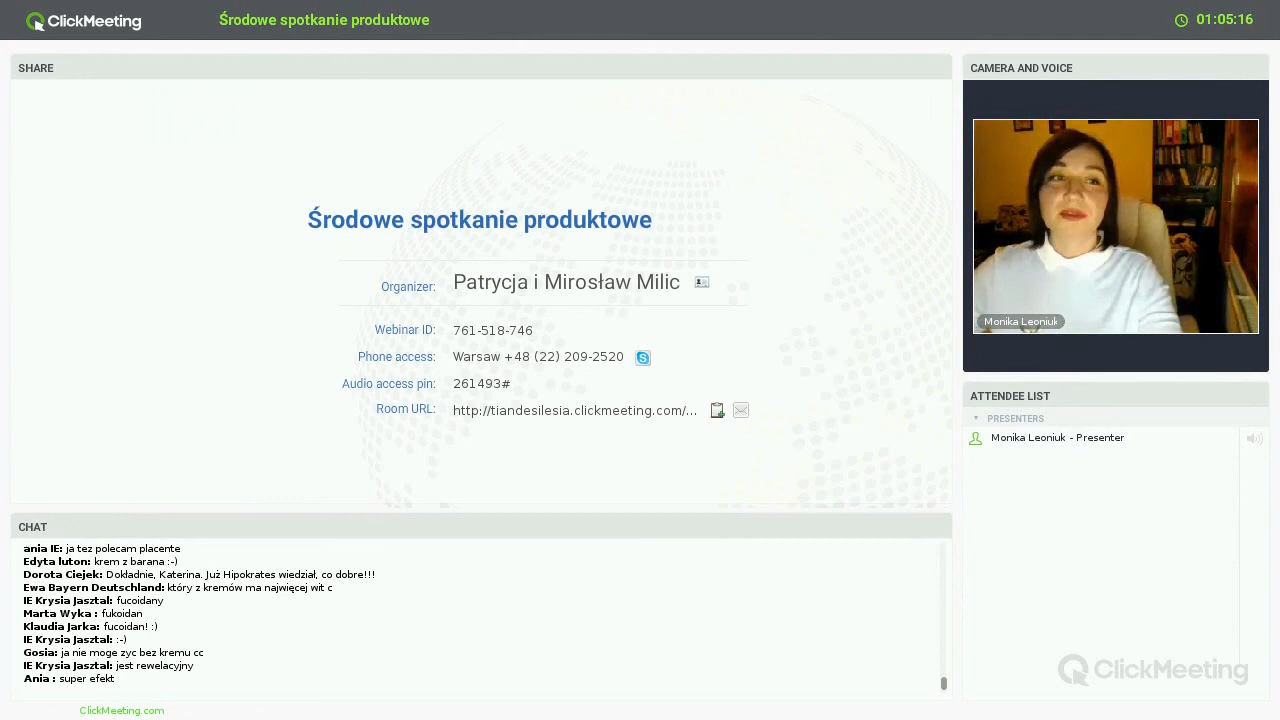 ClickMeeting
Środowe spotkanie produktowe
01:05:16
SHARE
Środowe spotkanie produktowe
Organizer: Patrycja i Mirosław Milic
Webinar ID: 761-518-746
Phone access: Warsaw +48 (22) 209-2520
Audio access pin: 261493#
Room URL: http://tiandesilesia.clickmeeting.com/...
CAMERA AND VOICE
Monika Leoniuk
ATTENDEE LIST
PRESENTERS
Monika Leoniuk - Presenter
ClickMeeting
CHAT
ania IE: ja tez polecam placente
Edyta luton: krem z barana :-)
Dorota Ciejek: Dokładnie, Katerina. Już Hipokrates wiedział, co dobre!!!
Ewa Bayern Deutschland: który z kremów ma najwięcej wit c
IE Krysia Jasztal: fucoidany
Marta Wyka : fukoidan
Klaudia Jarka: fucoidan! :)
IE Krysia Jasztal: :-)
Gosia: ja nie moge zyc bez kremu cc
IE Krysia Jasztal: jest rewelacyjny
Ania : super efekt
ClickMeeting.com